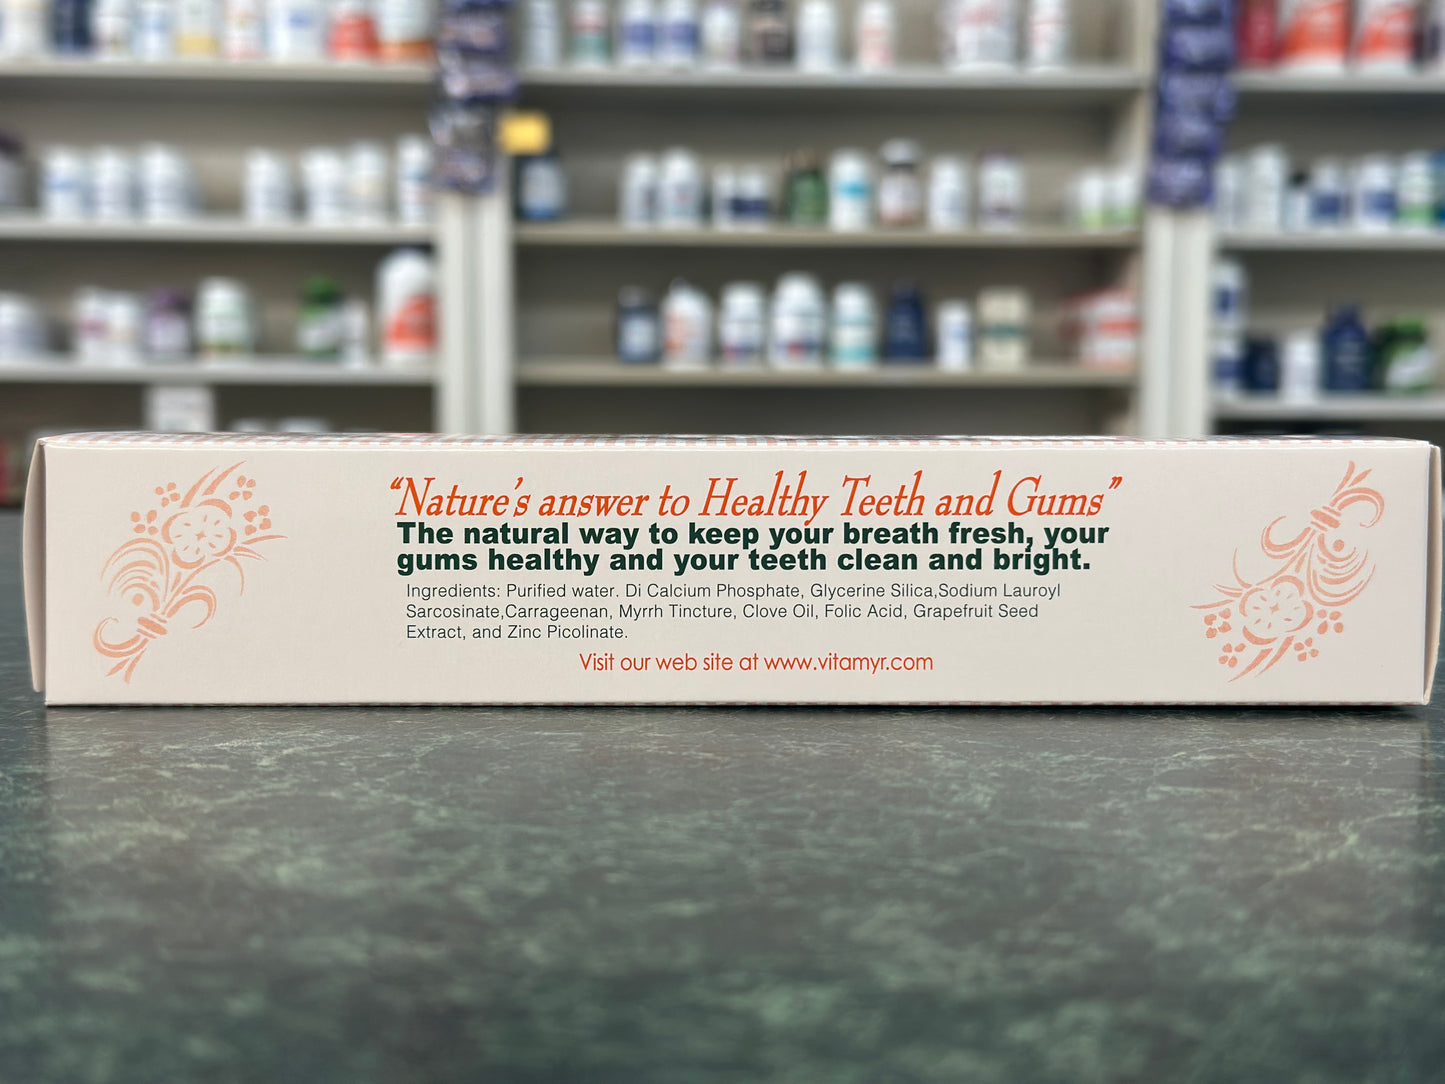 “Nature's answer to Healthy Teeth and Gums”
The natural way to keep your breath fresh, your
gums healthy and your teeth clean and bright.
Ingredients: Purified water. Di Calcium Phosphate, Glycerine Silica,Sodium Lauroyl
Sarcosinate,Carrageenan, Myrrh Tincture, Clove Oil, Folic Acid, Grapefruit Seed
Extract, and Zinc Picolinate.
Visit our web site at www.vitamyr.com